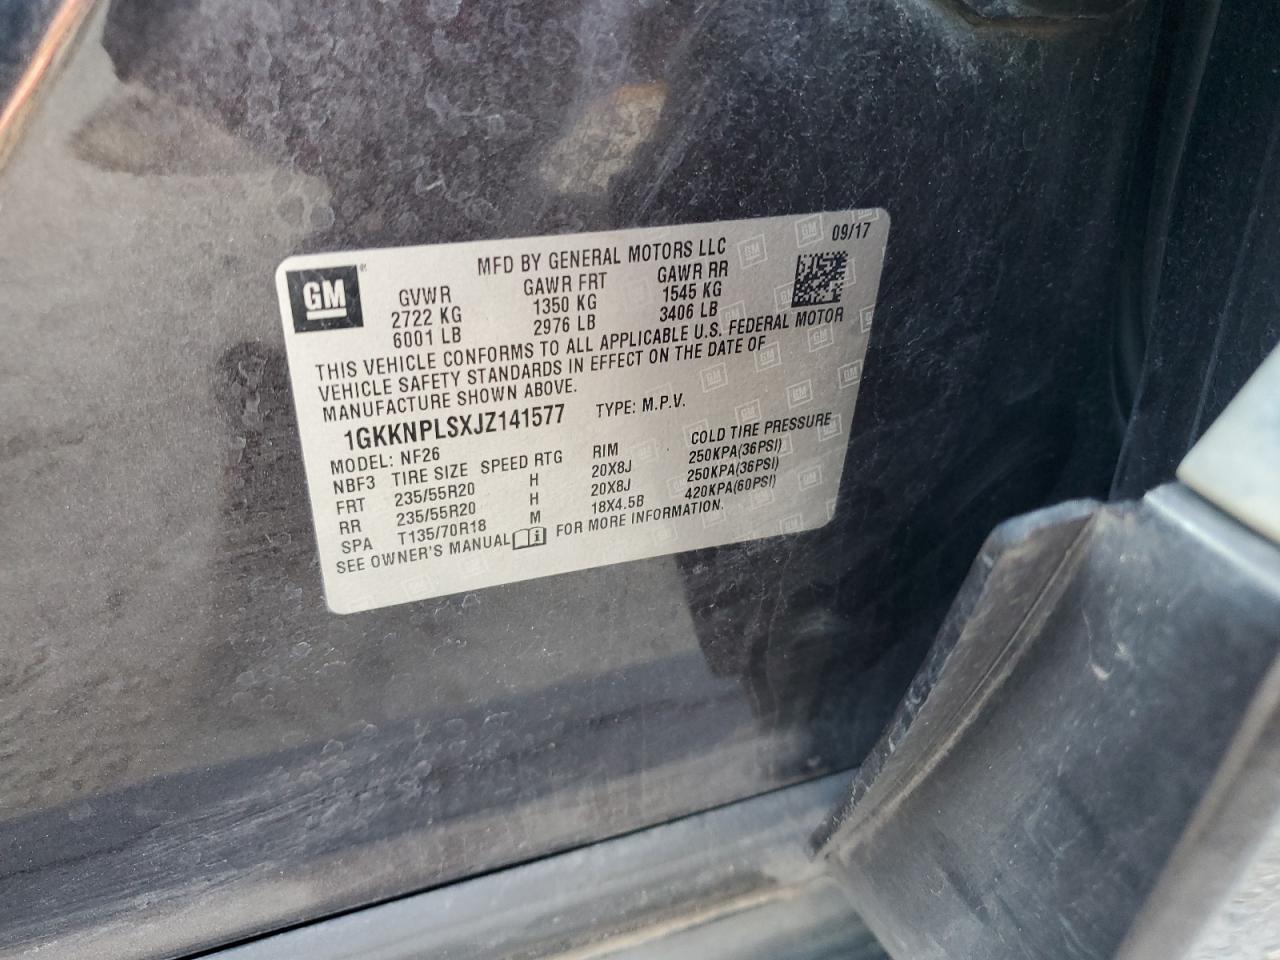 MFD BY GENERAL MOTORS LLC 09/17
GM
GVWR GAWR FRT GAWR RR
2722 KG 1350 KG 1545 KG
6001 LB 2976 LB 3406 LB
THIS VEHICLE CONFORMS TO ALL APPLICABLE U.S. FEDERAL MOTOR
VEHICLE SAFETY STANDARDS IN EFFECT ON THE DATE OF
MANUFACTURE SHOWN ABOVE.
1GKKNPLSXJZ141577 TYPE: M.P.V.
MODEL: NF26
NBF3 TIRE SIZE SPEED RTG RIM COLD TIRE PRESSURE
FRT 235/55R20 H 20X8J 250KPA(36PSI)
RR 235/55R20 H 20X8J 250KPA(36PSI)
SPA T135/70R18 M 18X4.5B 420KPA(60PSI)
SEE OWNER'S MANUAL FOR MORE INFORMATION.